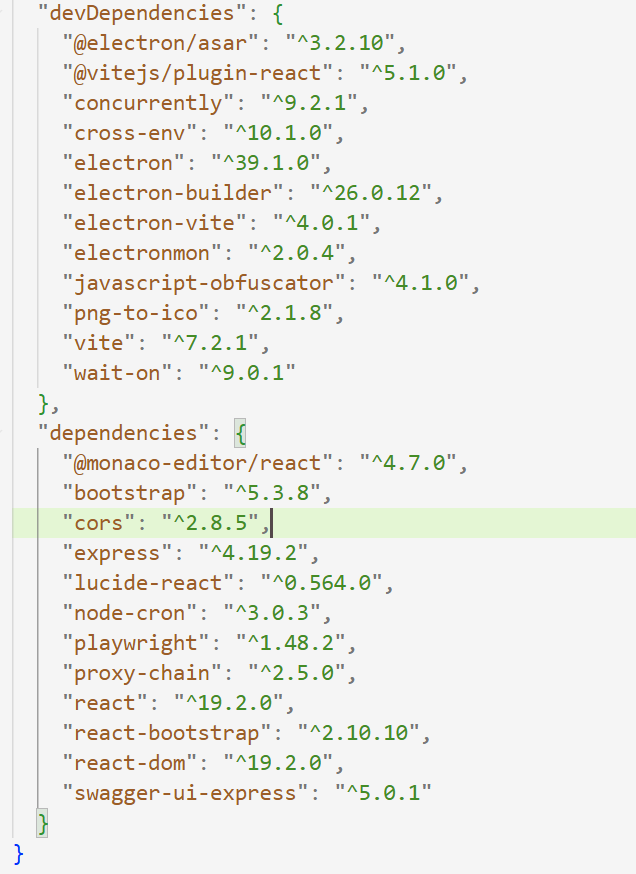 "devDependencies": {
"@electron/asar": "^3.2.10",
"@vitejs/plugin-react": "^5.1.0",
"concurrently": "^9.2.1",
"cross-env": "^10.1.0",
"electron": "^39.1.0",
"electron-builder": "^26.0.12",
"electron-vite": "^4.0.1",
"electronmon": "^2.0.4",
"javascript-obfuscator": "^4.1.0",
"png-to-ico": "^2.1.8",
"vite": "^7.2.1",
"wait-on": "^9.0.1"
},
"dependencies": {
"@monaco-editor/react": "^4.7.0",
"bootstrap": "^5.3.8",
"cors": "^2.8.5",
"express": "^4.19.2",
"lucide-react": "^0.564.0",
"node-cron": "^3.0.3",
"playwright": "^1.48.2",
"proxy-chain": "^2.5.0",
"react": "^19.2.0",
"react-bootstrap": "^2.10.10",
"react-dom": "^19.2.0",
"swagger-ui-express": "^5.0.1"
}
}